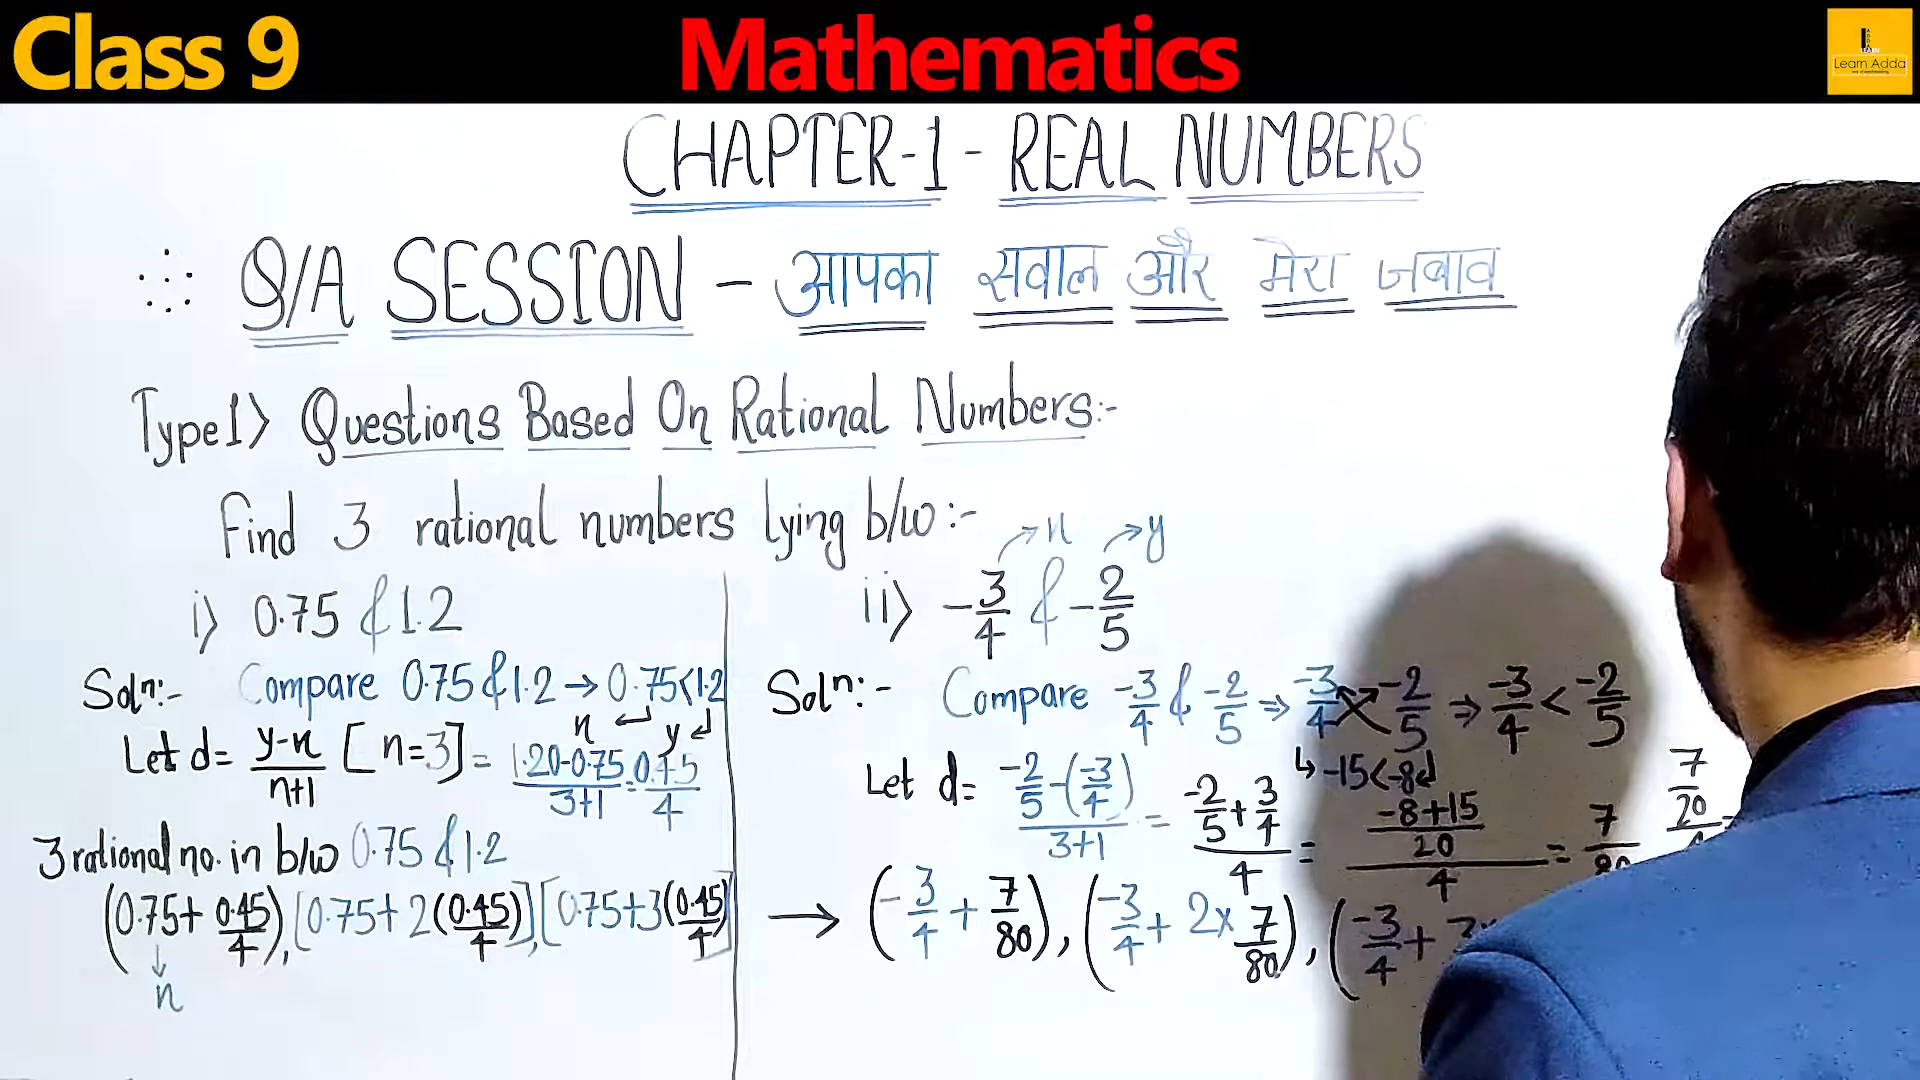 Class 9
Mathematics
Learn Adda
CHAPTER-1 - REAL NUMBERS
Q/A SESSION - आपका सवाल और मेरा जबाव
Type1> Questions Based On Rational Numbers:-
Find 3 rational numbers lying b/w:-
i) 0.75 & 1.2
Solⁿ:- Compare 0.75 & 1.2 → 0.75<1.2
x y
Let d= y-x/n+1 [n=3] = 1.20-0.75/3+1 = 0.45/4
3 rational no. in b/w 0.75 & 1.2
(0.75+ 0.45/4), [0.75+ 2(0.45/4)], [0.75+3(0.45/4)]
x
→x →y
ii> -3/4 & -2/5
Solⁿ:- Compare -3/4 & -2/5 ⇒ -3/4 -2/5 ⇒ -3/4 < -2/5
↳ -15<-8
Let d= -2/5-(-3/4)/3+1 = -2/5+3/4/4 = -8+15/20/4 = 7/80
7/20
→ (-3/4 + 7/80), (-3/4 + 2x7/80), (-3/4 +